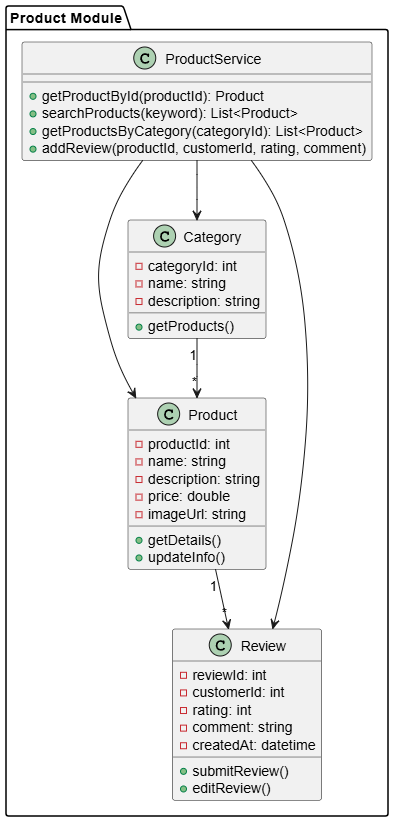 Product Module
C ProductService
getProductById(productId): Product
searchProducts(keyword): List<Product>
getProductsByCategory(categoryId): List<Product>
addReview(productId, customerId, rating, comment)
C Category
categoryId: int
name: string
description: string
getProducts()
1
*
C Product
productId: int
name: string
description: string
price: double
imageUrl: string
getDetails()
updateInfo()
1
*
C Review
reviewId: int
customerId: int
rating: int
comment: string
createdAt: datetime
submitReview()
editReview()